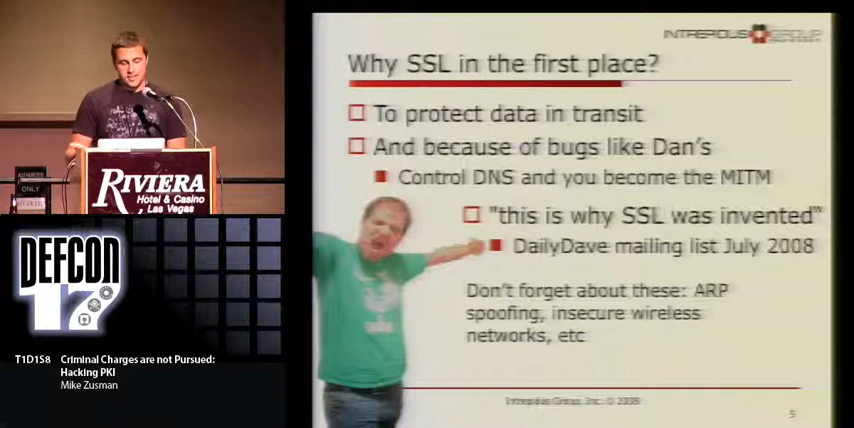 INTREPIDUS GROUP
Why SSL in the first place?
To protect data in transit
And because of bugs like Dan's
Control DNS and you become the MITM
"this is why SSL was invented"
DailyDave mailing list July 2008
Don't forget about these: ARP
spoofing, insecure wireless
networks, etc
Intrepidus Group, Inc. © 2008
5
ONLY
RIVIERA
Hotel & Casino
Las Vegas
DEFCON
17
T1D1S8 Criminal Charges are not Pursued:
Hacking PKI
Mike Zusman